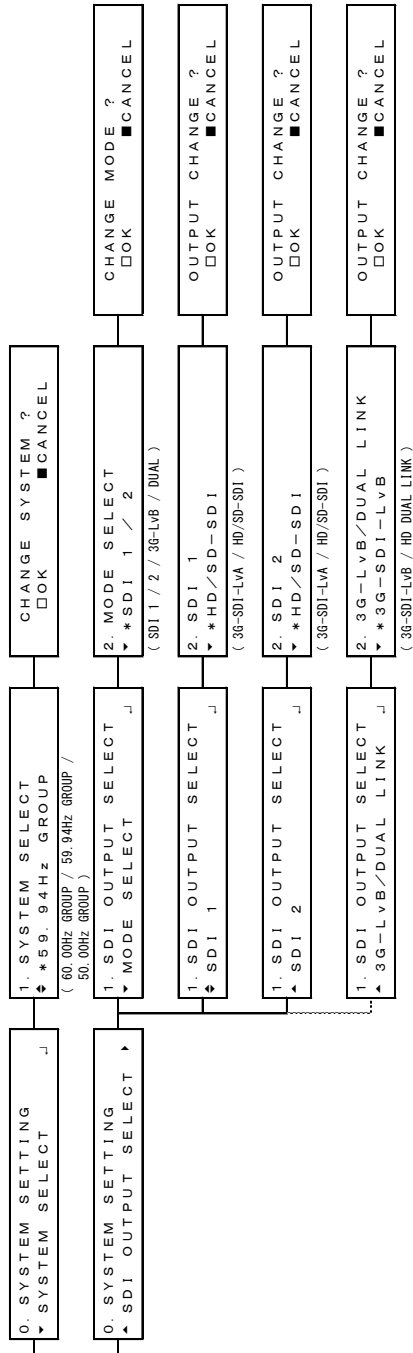 0. SYSTEM SETTING
▼ SYSTEM SELECT ↵
1. SYSTEM SELECT
◆ *59.94Hz GROUP
( 60.00Hz GROUP / 59.94Hz GROUP /
50.00Hz GROUP )
CHANGE SYSTEM ?
□OK ■CANCEL
0. SYSTEM SETTING
▲ SDI OUTPUT SELECT ▶
1. SDI OUTPUT SELECT
▼ MODE SELECT ↵
2. MODE SELECT
▼ *SDI 1 / 2
( SDI 1 / 2 / 3G-LvB / DUAL )
CHANGE MODE ?
□OK ■CANCEL
1. SDI OUTPUT SELECT
◆ SDI 1 ↵
2. SDI 1
▼ *HD/SD-SDI
( 3G-SDI-LvA / HD/SD-SDI )
OUTPUT CHANGE ?
□OK ■CANCEL
1. SDI OUTPUT SELECT
▲ SDI 2 ↵
2. SDI 2
▼ *HD/SD-SDI
( 3G-SDI-LvA / HD/SD-SDI )
OUTPUT CHANGE ?
□OK ■CANCEL
1. SDI OUTPUT SELECT
▲ 3G-LvB/DUAL LINK ↵
2. 3G-LvB/DUAL LINK
▼ *3G-SDI-LvB
( 3G-SDI-LvB / HD DUAL LINK )
OUTPUT CHANGE ?
□OK ■CANCEL